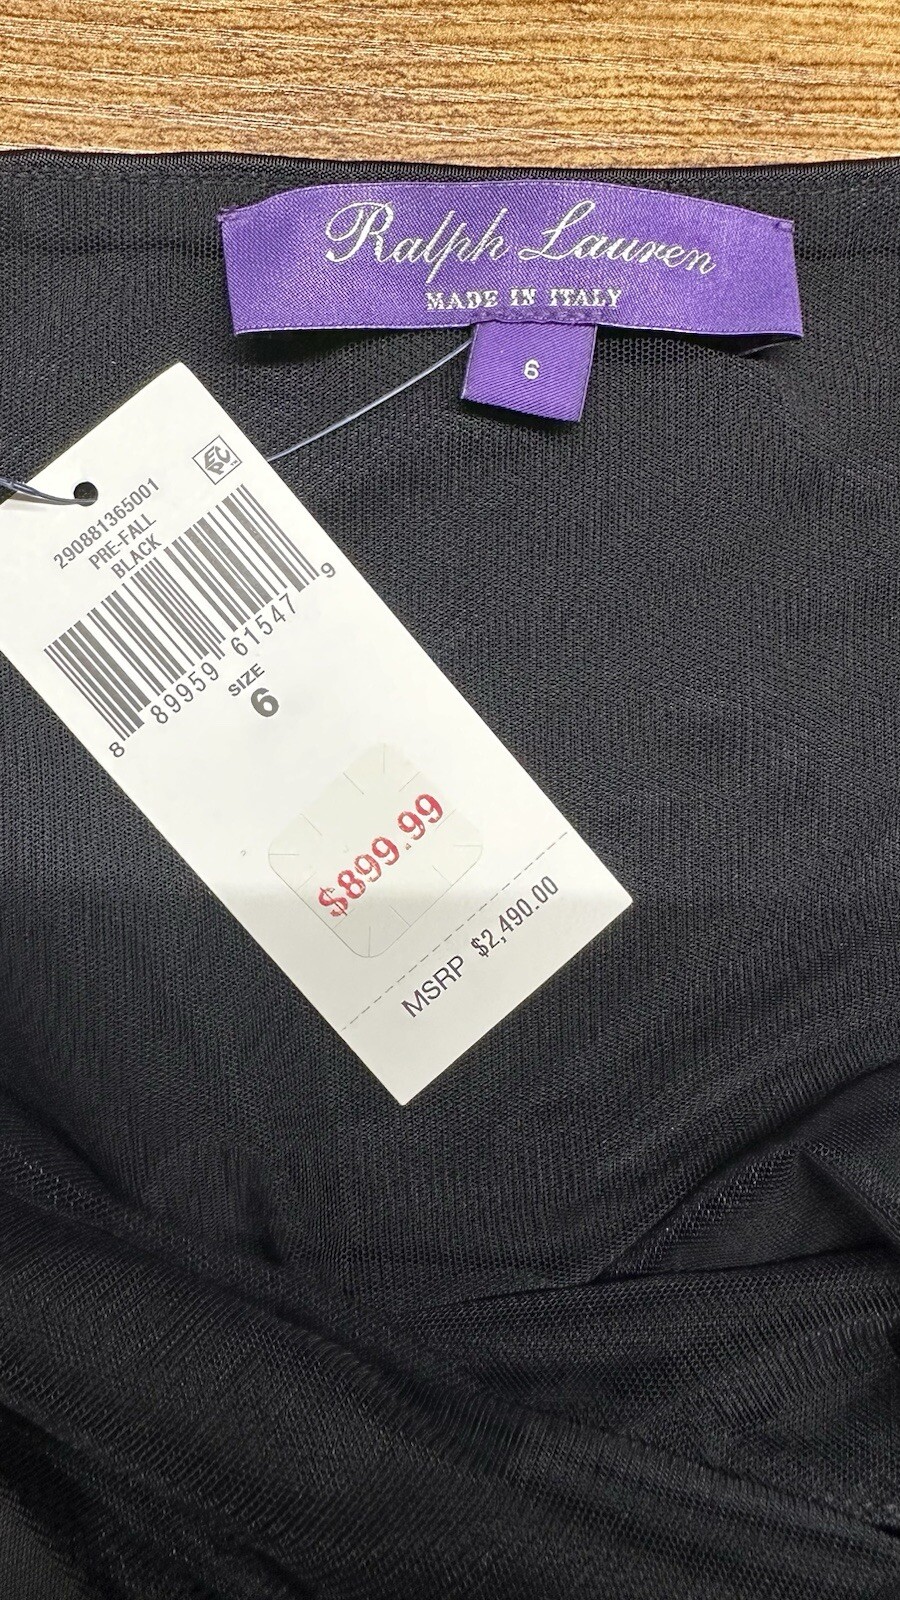 Ralph Lauren
MADE IN ITALY
6
EPC
290881365001
PRE-FALL
BLACK
8 89959 61547 9
SIZE
6
$899.99
MSRP $2,490.00